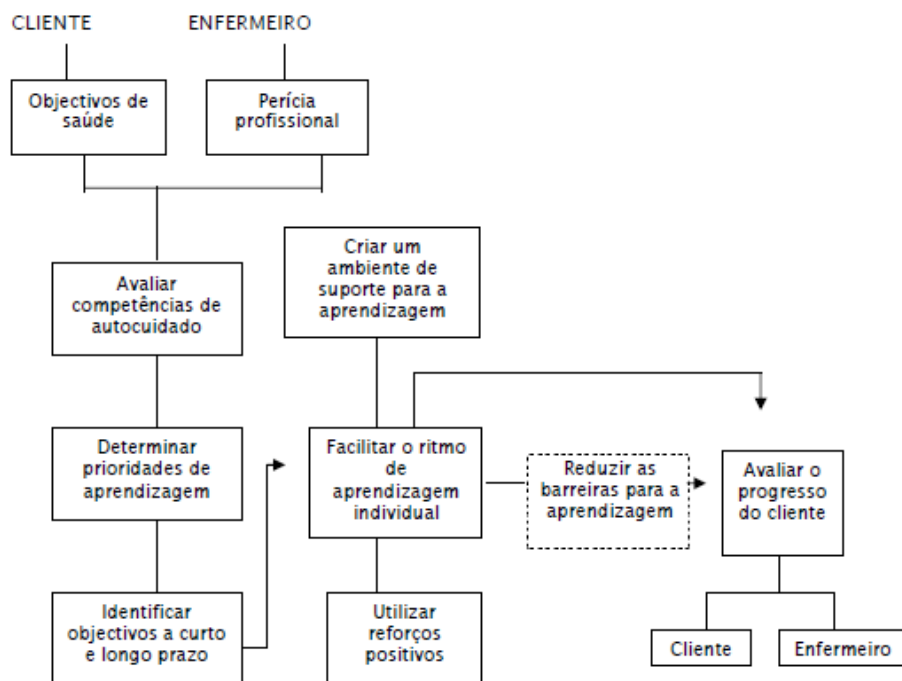 CLIENTE
ENFERMEIRO
Objectivos de
saúde
Perícia
profissional
Avaliar
competências de
autocuidado
Determinar
prioridades de
aprendizagem
Identificar
objectivos a curto
e longo prazo
Criar um
ambiente de
suporte para a
aprendizagem
Facilitar o ritmo
de
aprendizagem
individual
Utilizar
reforços
positivos
Reduzir as
barreiras para a
aprendizagem
Avaliar o
progresso
do cliente
Cliente
Enfermeiro